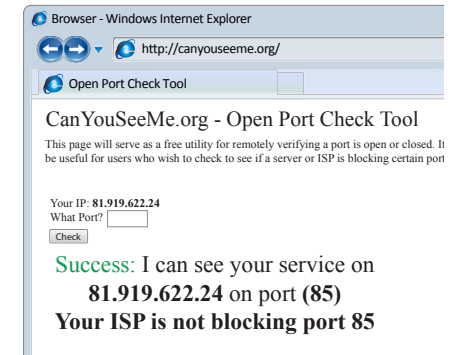 Browser - Windows Internet Explorer
http://canyouseeme.org/
Open Port Check Tool
CanYouSeeMe.org - Open Port Check Tool
This page will serve as a free utility for remotely verifying a port is open or closed. It
be useful for users who wish to check to see if a server or ISP is blocking certain port
Your IP: 81.919.622.24
What Port?
Check
Success: I can see your service on
81.919.622.24 on port (85)
Your ISP is not blocking port 85